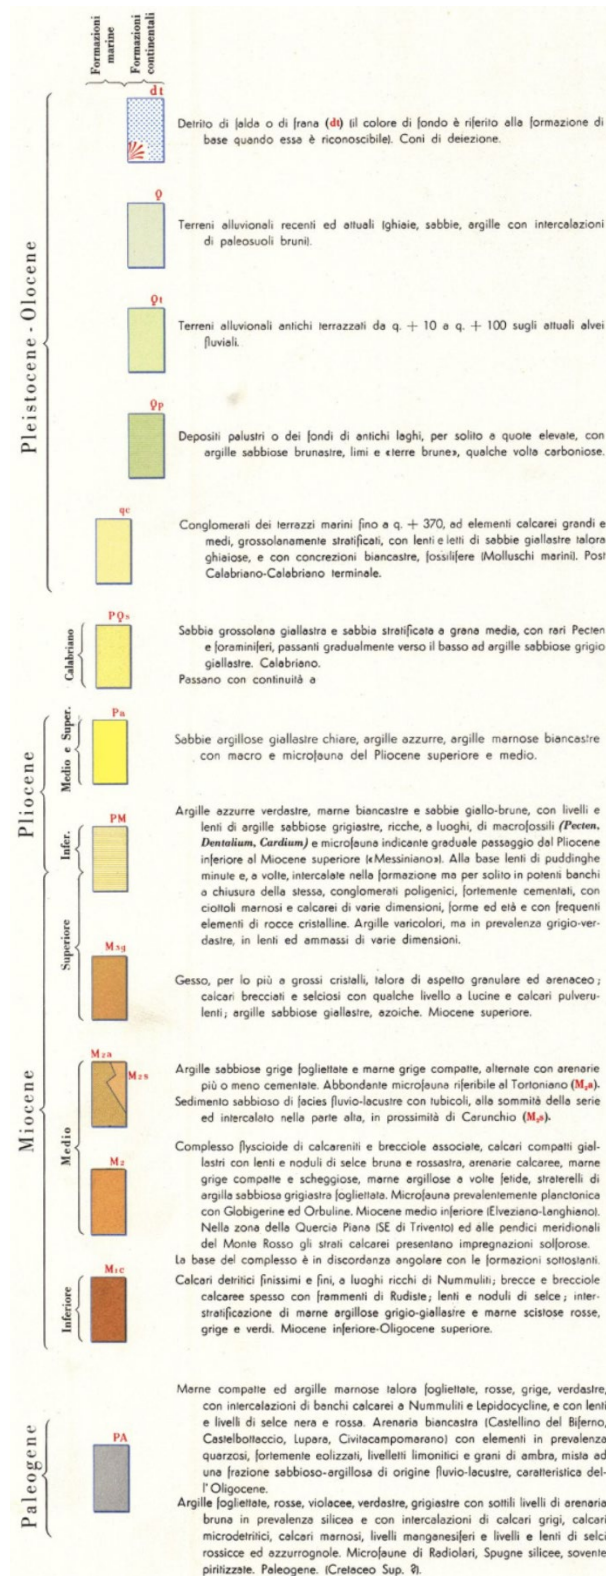 Formazioni marine
Formazioni continentali
Pleistocene - Olocene
dt
Detrito di falda o di frana (dt) (il colore di fondo è riferito alla formazione di
base quando essa è riconoscibile). Coni di deiezione.
Q
Terreni alluvionali recenti ed attuali (ghiaie, sabbie, argille con intercalazioni
di paleosuoli bruni).
Qt
Terreni alluvionali antichi terrazzati da q. + 10 a q. + 100 sugli attuali alvei
fluviali.
Qp
Depositi palustri o dei fondi di antichi laghi, per solito a quote elevate, con
argille sabbiose brunastre, limi e «terre brune», qualche volta carboniose.
qc
Conglomerati dei terrazzi marini fino a q. + 370, ad elementi calcarei grandi e
medi, grossolanamente stratificati, con lenti e letti di sabbie giallastre talora
ghiaiose, e con concrezioni biancastre, fossilifere (Molluschi marini). Post
Calabriano-Calabriano terminale.
Calabriano
PQs
Sabbia grossolana giallastra e sabbia stratificata a grana media, con rari Pecten
e foraminiferi, passanti gradualmente verso il basso ad argille sabbiose grigio
giallastre. Calabriano.
Passano con continuità a
Pliocene
Medio e Super.
Pa
Sabbie argillose giallastre chiare, argille azzurre, argille marnose biancastre
con macro e microfauna del Pliocene superiore e medio.
Infer.
PM
Argille azzurre verdastre, marne biancastre e sabbie giallo-brune, con livelli e
lenti di argille sabbiose grigiastre, ricche, a luoghi, di macrofossili (Pecten,
Dentalium, Cardium) e microfauna indicante graduale passaggio dal Pliocene
inferiore al Miocene superiore («Messiniano»). Alla base lenti di puddinghe
minute e, a volte, intercalate nella formazione ma per solito in potenti banchi
a chiusura della stessa, conglomerati poligenici, fortemente cementati, con
ciottoli marnosi e calcarei di varie dimensioni, forme ed età e con frequenti
elementi di rocce cristalline. Argille varicolori, ma in prevalenza grigio-ver-
dastre, in lenti ed ammassi di varie dimensioni.
Miocene
Superiore
M3g
Gesso, per lo più a grossi cristalli, talora di aspetto granulare ed arenaceo;
calcari brecciati e selciosi con qualche livello a Lucine e calcari pulveru-
lenti; argille sabbiose giallastre, azoiche. Miocene superiore.
Medio
M2a
M2s
Argille sabbiose grige fogliettate e marne grige compatte, alternate con arenarie
più o meno cementate. Abbondante microfauna riferibile al Tortoniano (M2a).
Sedimento sabbioso di facies fluvio-lacustre con tubicoli, alla sommità della serie
ed intercalato nella parte alta, in prossimità di Carunchio (M2s).
M2
Complesso flyscioide di calcareniti e brecciole associate, calcari compatti gial-
lastri con lenti e noduli di selce bruna e rossastra, arenarie calcaree, marne
grige compatte e scheggiose, marne argillose a volte fetide, straterelli di
argilla sabbiosa grigiastra fogliettata. Microfauna prevalentemente planctonica
con Globigerine ed Orbuline. Miocene medio inferiore (Elveziano-Langhiano).
Nella zona della Quercia Piana (SE di Trivento) ed alle pendici meridionali
del Monte Rosso gli strati calcarei presentano impregnazioni solforose.
La base del complesso è in discordanza angolare con le formazioni sottostanti.
Inferiore
M1c
Calcari detritici finissimi e fini, a luoghi ricchi di Nummuliti; brecce e brecciole
calcaree spesso con frammenti di Rudiste; lenti e noduli di selce; inter-
stratificazione di marne argillose grigio-giallastre e marne scistose rosse,
grige e verdi. Miocene inferiore-Oligocene superiore.
Paleogene
PA
Marne compatte ed argille marnose talora fogliettate, rosse, grige, verdastre,
con intercalazioni di banchi calcarei a Nummuliti e Lepidocycline, e con lenti
e livelli di selce nera e rossa. Arenaria biancastra (Castellino del Biferno,
Castelbottaccio, Lupara, Civitacampomarano) con elementi in prevalenza
quarzosi, fortemente eolizzati, livelletti limonitici e grani di ambra, mista ad
una frazione sabbioso-argillosa di origine fluvio-lacustre, caratteristica del-
l'Oligocene.
Argille fogliettate, rosse, violacee, verdastre, grigiastre con sottili livelli di arenaria
bruna in prevalenza silicea e con intercalazioni di calcari grigi, calcari
microdetritici, calcari marnosi, livelli manganesiferi e livelli e lenti di selci
rossicce ed azzurrognole. Microfaune di Radiolari, Spugne silicee, sovente
piritizzate. Paleogene. (Cretaceo Sup. ?).